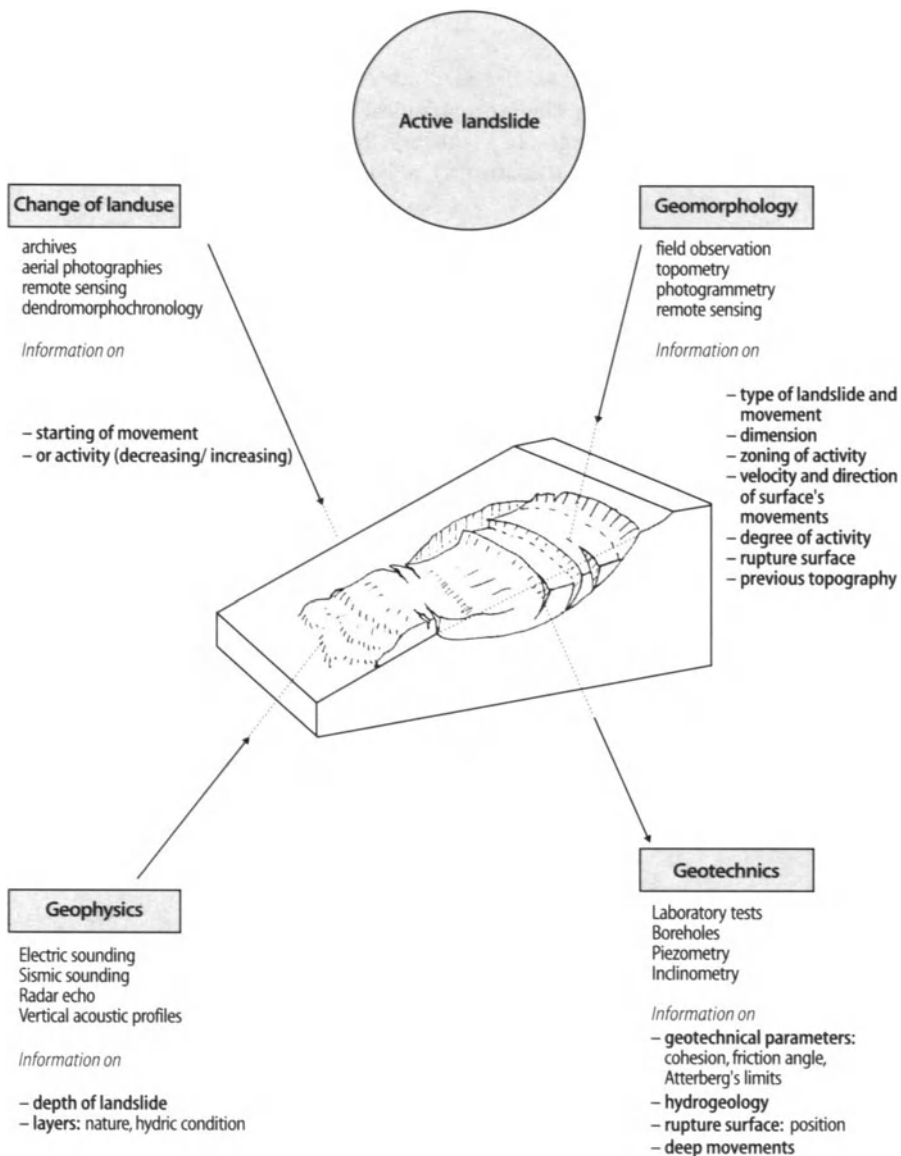 Active landslide
Change of landuse
archives
aerial photographies
remote sensing
dendromorphochronology
Information on
– starting of movement
– or activity (decreasing/ increasing)
Geomorphology
field observation
topometry
photogrammetry
remote sensing
Information on
– type of landslide and
movement
– dimension
– zoning of activity
– velocity and direction
of surface's
movements
– degree of activity
– rupture surface
– previous topography
Geophysics
Electric sounding
Sismic sounding
Radar echo
Vertical acoustic profiles
Information on
– depth of landslide
– layers: nature, hydric condition
Geotechnics
Laboratory tests
Boreholes
Piezometry
Inclinometry
Information on
– geotechnical parameters:
cohesion, friction angle,
Atterberg's limits
– hydrogeology
– rupture surface: position
– deep movements